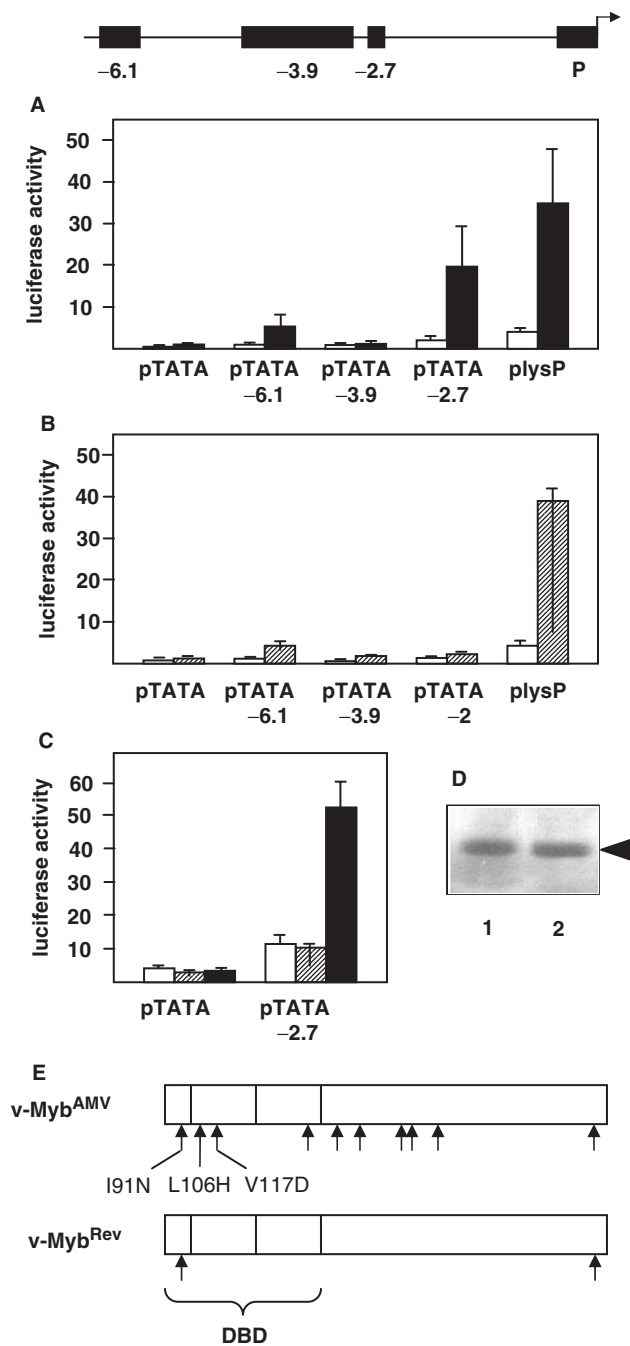 −6.1 −3.9 −2.7 P
A
luciferase activity
50
40
30
20
10
pTATA pTATA pTATA pTATA plysP
−6.1 −3.9 −2.7
B
luciferase activity
50
40
30
20
10
pTATA pTATA pTATA pTATA plysP
−6.1 −3.9 −2
C
luciferase activity
60
50
40
30
20
10
pTATA pTATA
−2.7
D
1 2
E
v-Myb^AMV
I91N L106H V117D
v-Myb^Rev
DBD